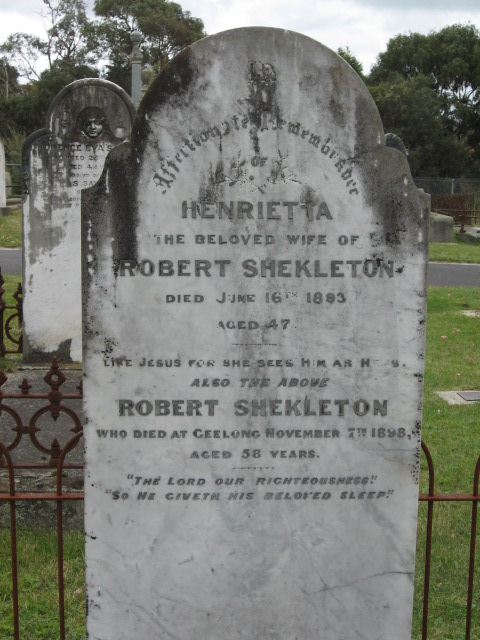 Affectionate Remembrance
OF
HENRIETTA
THE BELOVED WIFE OF
ROBERT SHEKLETON
DIED JUNE 16TH 1893
AGED 47.
LIKE JESUS FOR SHE SEES HIM AS HE IS.
ALSO THE ABOVE
ROBERT SHEKLETON
WHO DIED AT GEELONG NOVEMBER 7TH 1898,
AGED 58 YEARS.
"THE LORD OUR RIGHTEOUSNESS."
"SO HE GIVETH HIS BELOVED SLEEP."